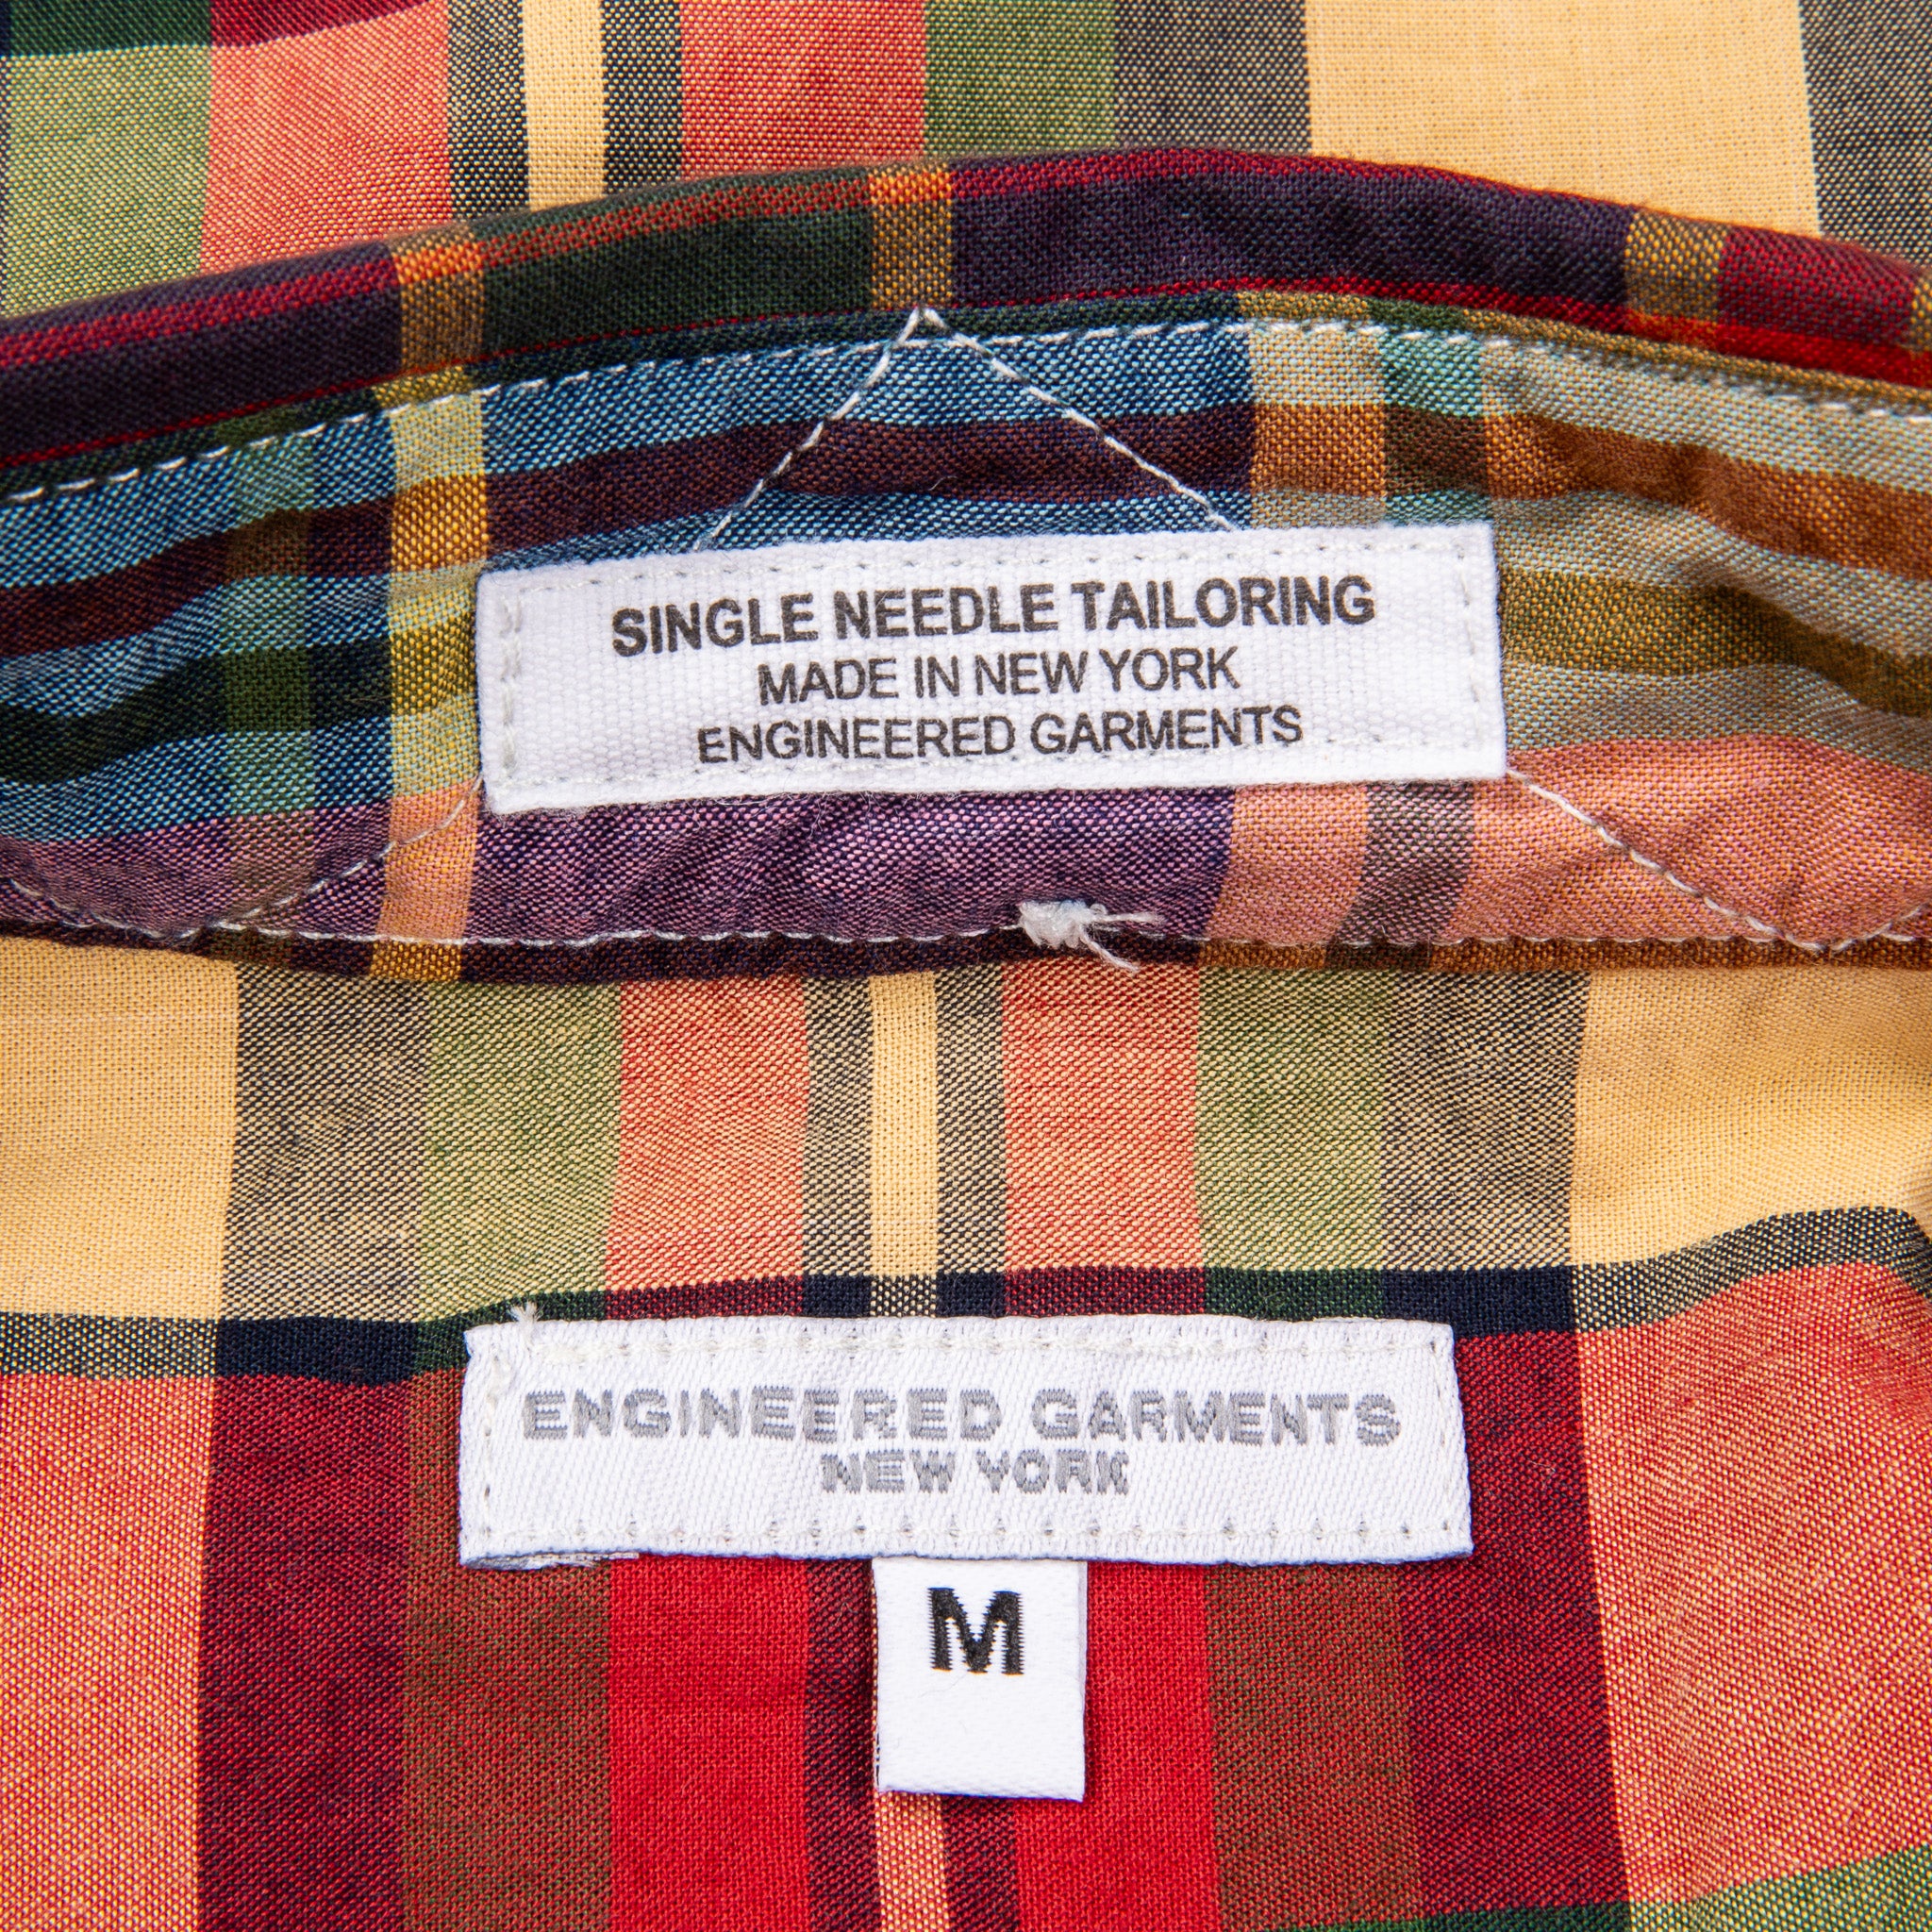 SINGLE NEEDLE TAILORING
MADE IN NEW YORK
ENGINEERED GARMENTS
ENGINEERED GARMENTS
NEW YORK
M